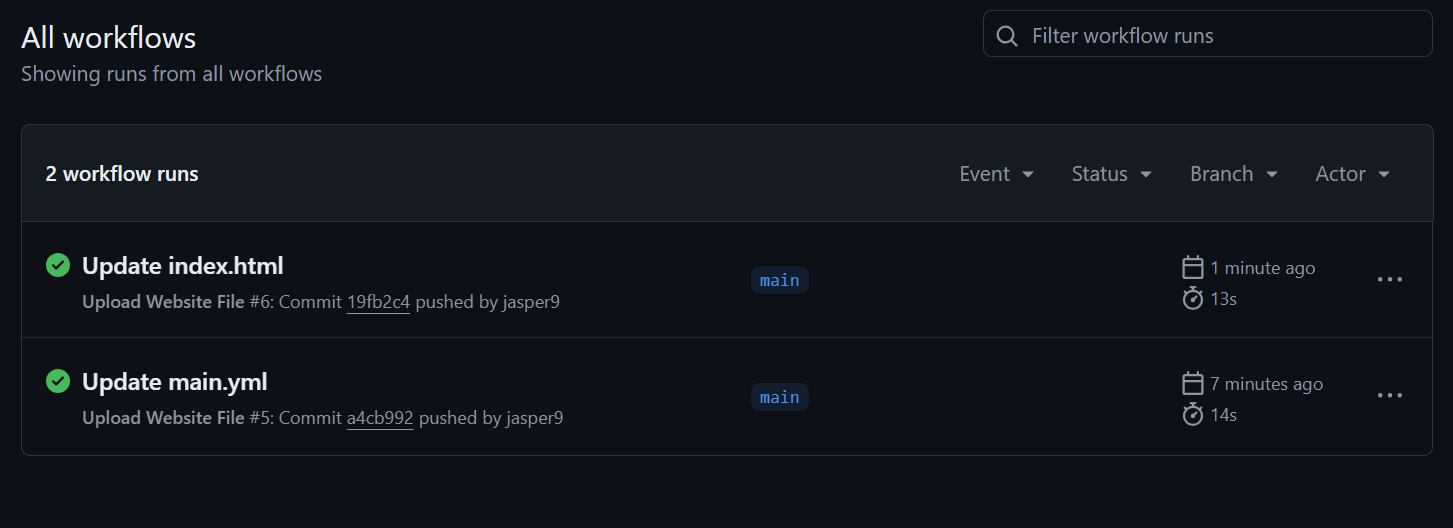 All workflows
Showing runs from all workflows
Filter workflow runs
2 workflow runs
Event
Status
Branch
Actor
Update index.html
Upload Website File #6: Commit 19fb2c4 pushed by jasper9
main
1 minute ago
13s
Update main.yml
Upload Website File #5: Commit a4cb992 pushed by jasper9
main
7 minutes ago
14s